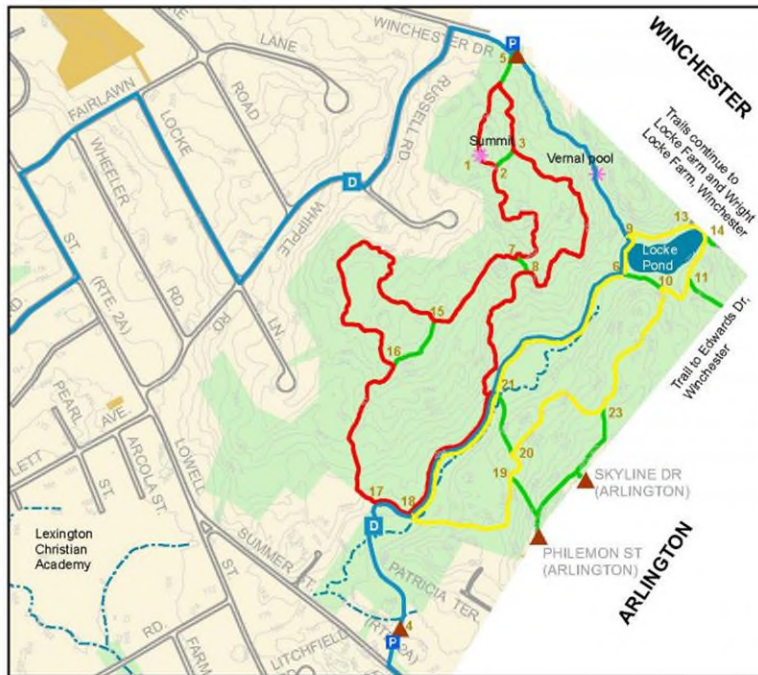 WINCHESTER DR
P
5
WINCHESTER
LANE
FAIRLAWN
ROAD
RUSSELL RD
LOCKE
WHEELER
Summit
3
1
2
Vernal pool
Trails continue to
Locke Farm and Wright
Locke Farm, Winchester
D
WHIPPLE
ST.
(RTE. 2A)
RD
RD
LN
9
13
14
Locke
Pond
7
8
6
10
11
15
16
Trail to Edwards Dr,
Winchester
21
23
20
19
PEARL
AVE.
ARCOLA ST.
ST.
LOWELL
17
18
D
SKYLINE DR
(ARLINGTON)
PHILEMON ST
(ARLINGTON)
ARLINGTON
Lexington
Christian
Academy
SUMMER ST.
ST.
PATRICIA TER.
RD.
FARM
LITCHFIELD
4
P